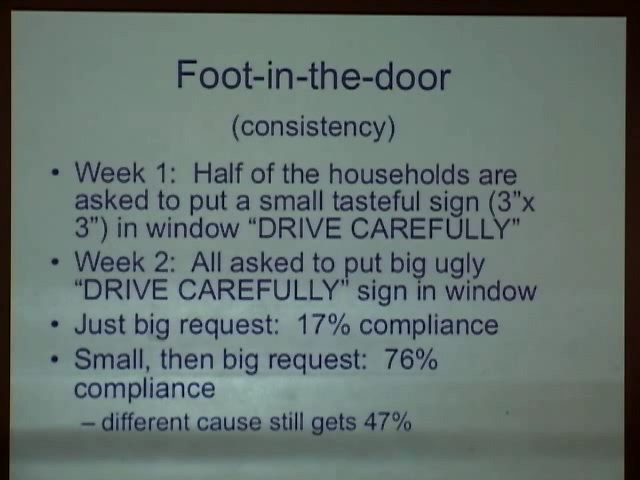 Foot-in-the-door
(consistency)
• Week 1: Half of the households are
asked to put a small tasteful sign (3”x
3”) in window “DRIVE CAREFULLY”
• Week 2: All asked to put big ugly
“DRIVE CAREFULLY” sign in window
• Just big request: 17% compliance
• Small, then big request: 76%
compliance
– different cause still gets 47%